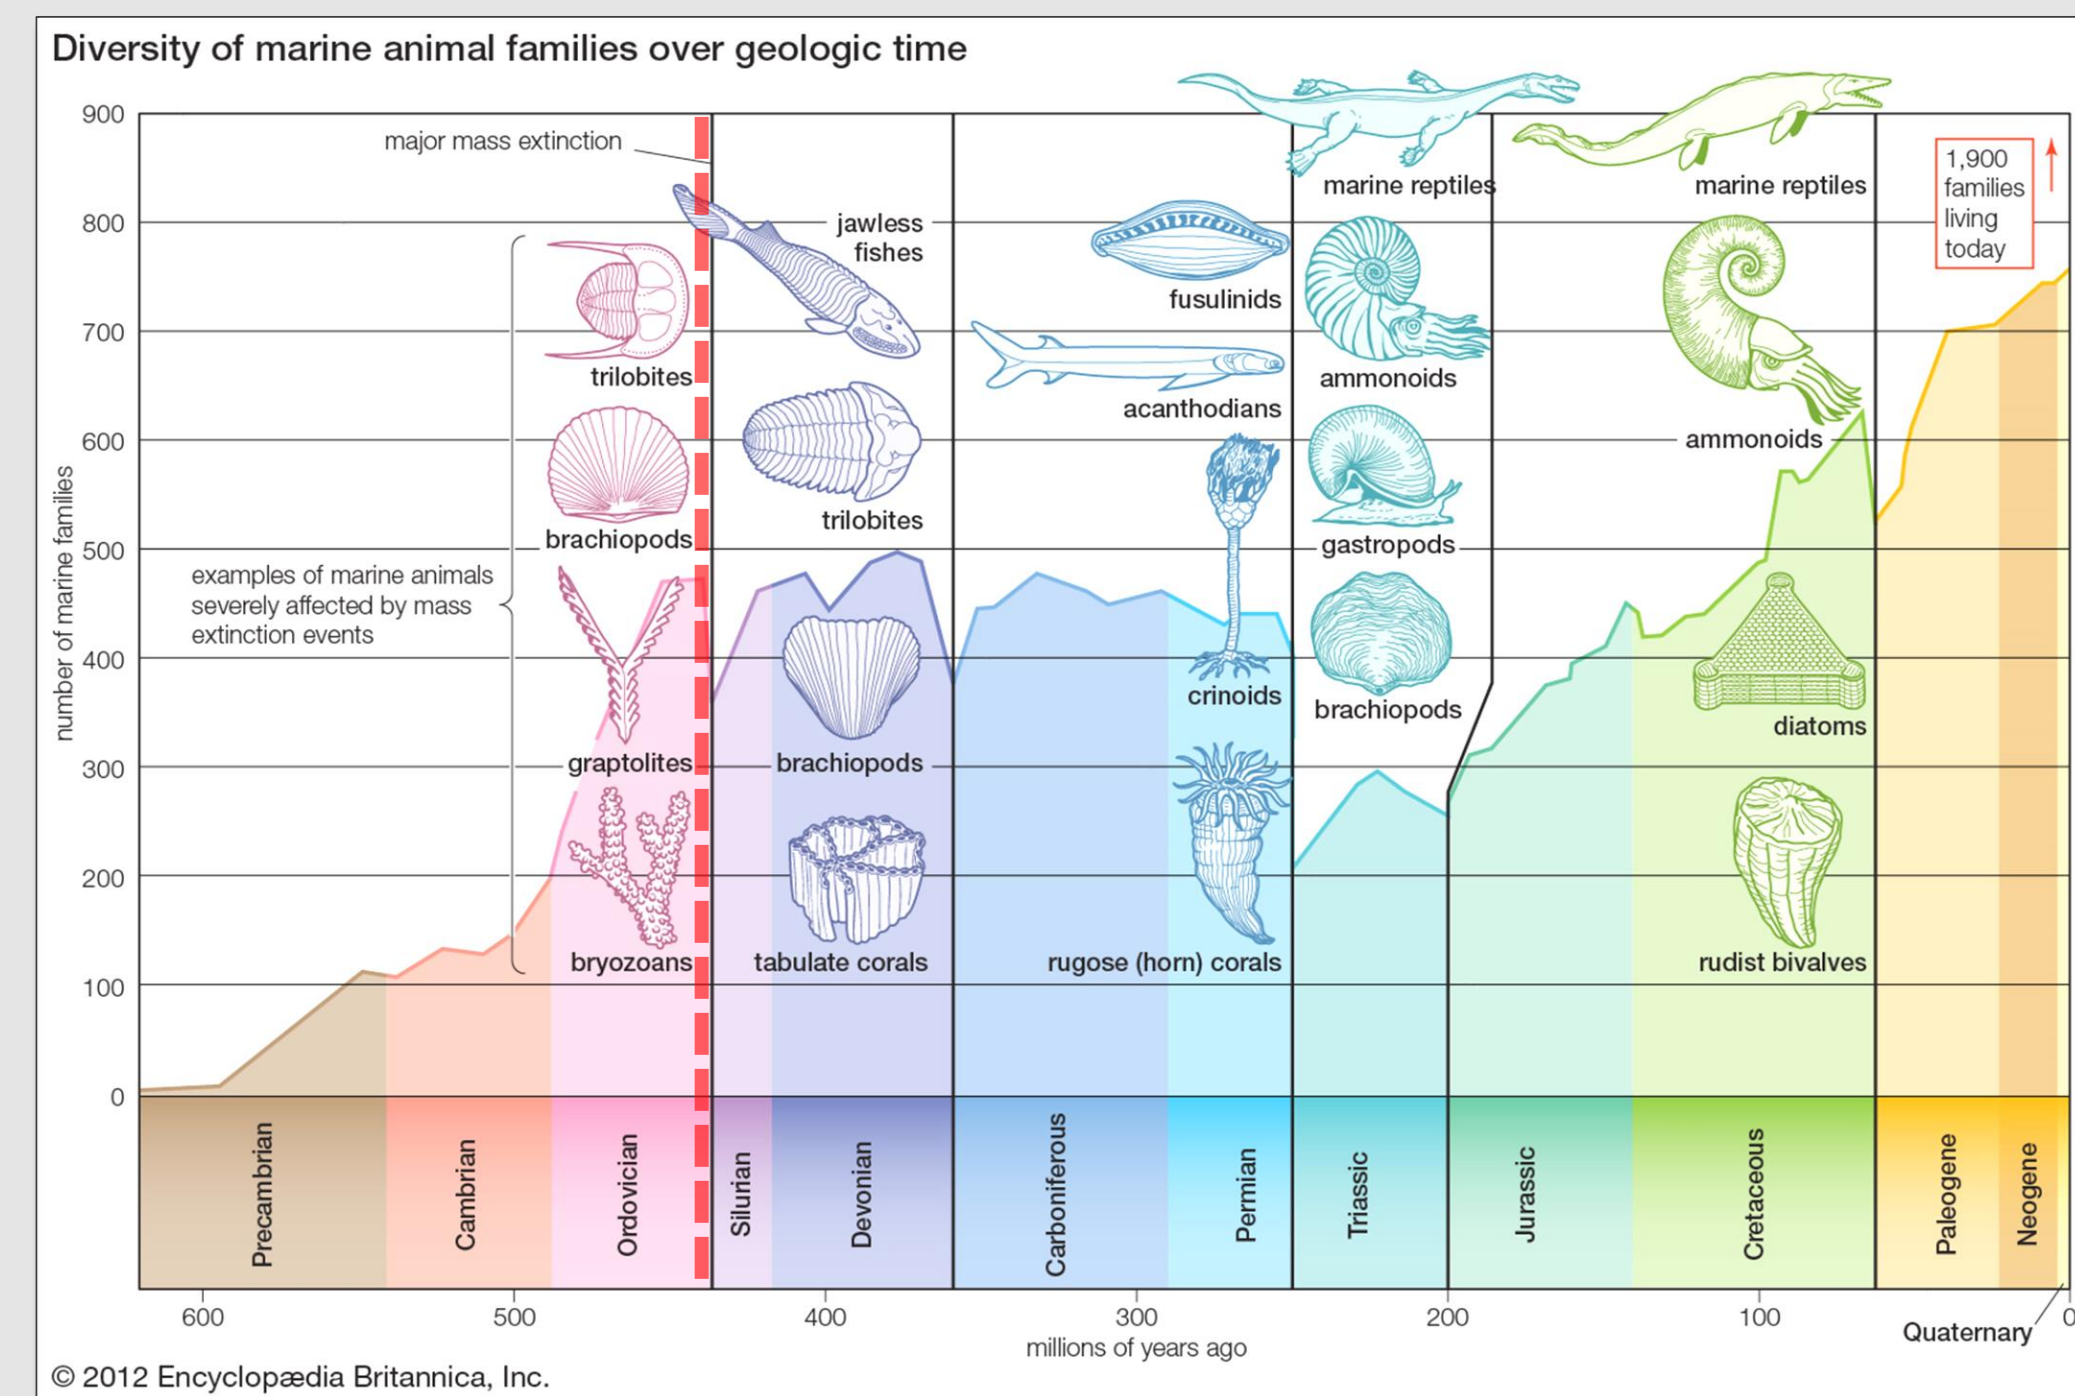 Diversity of marine animal families over geologic time
900
800
700
600
500
400
300
200
100
0
number of marine families
major mass extinction
examples of marine animals
severely affected by mass
extinction events
trilobites
brachiopods
graptolites
bryozoans
jawless
fishes
trilobites
brachiopods
tabulate corals
fusulinids
acanthodians
crinoids
rugose (horn) corals
marine reptiles
ammonoids
gastropods
brachiopods
marine reptiles
ammonoids
diatoms
rudist bivalves
1,900
families
living
today
Precambrian
Cambrian
Ordovician
Silurian
Devonian
Carboniferous
Permian
Triassic
Jurassic
Cretaceous
Paleogene
Neogene
Quaternary
600
500
400
300
200
100
0
millions of years ago
© 2012 Encyclopædia Britannica, Inc.